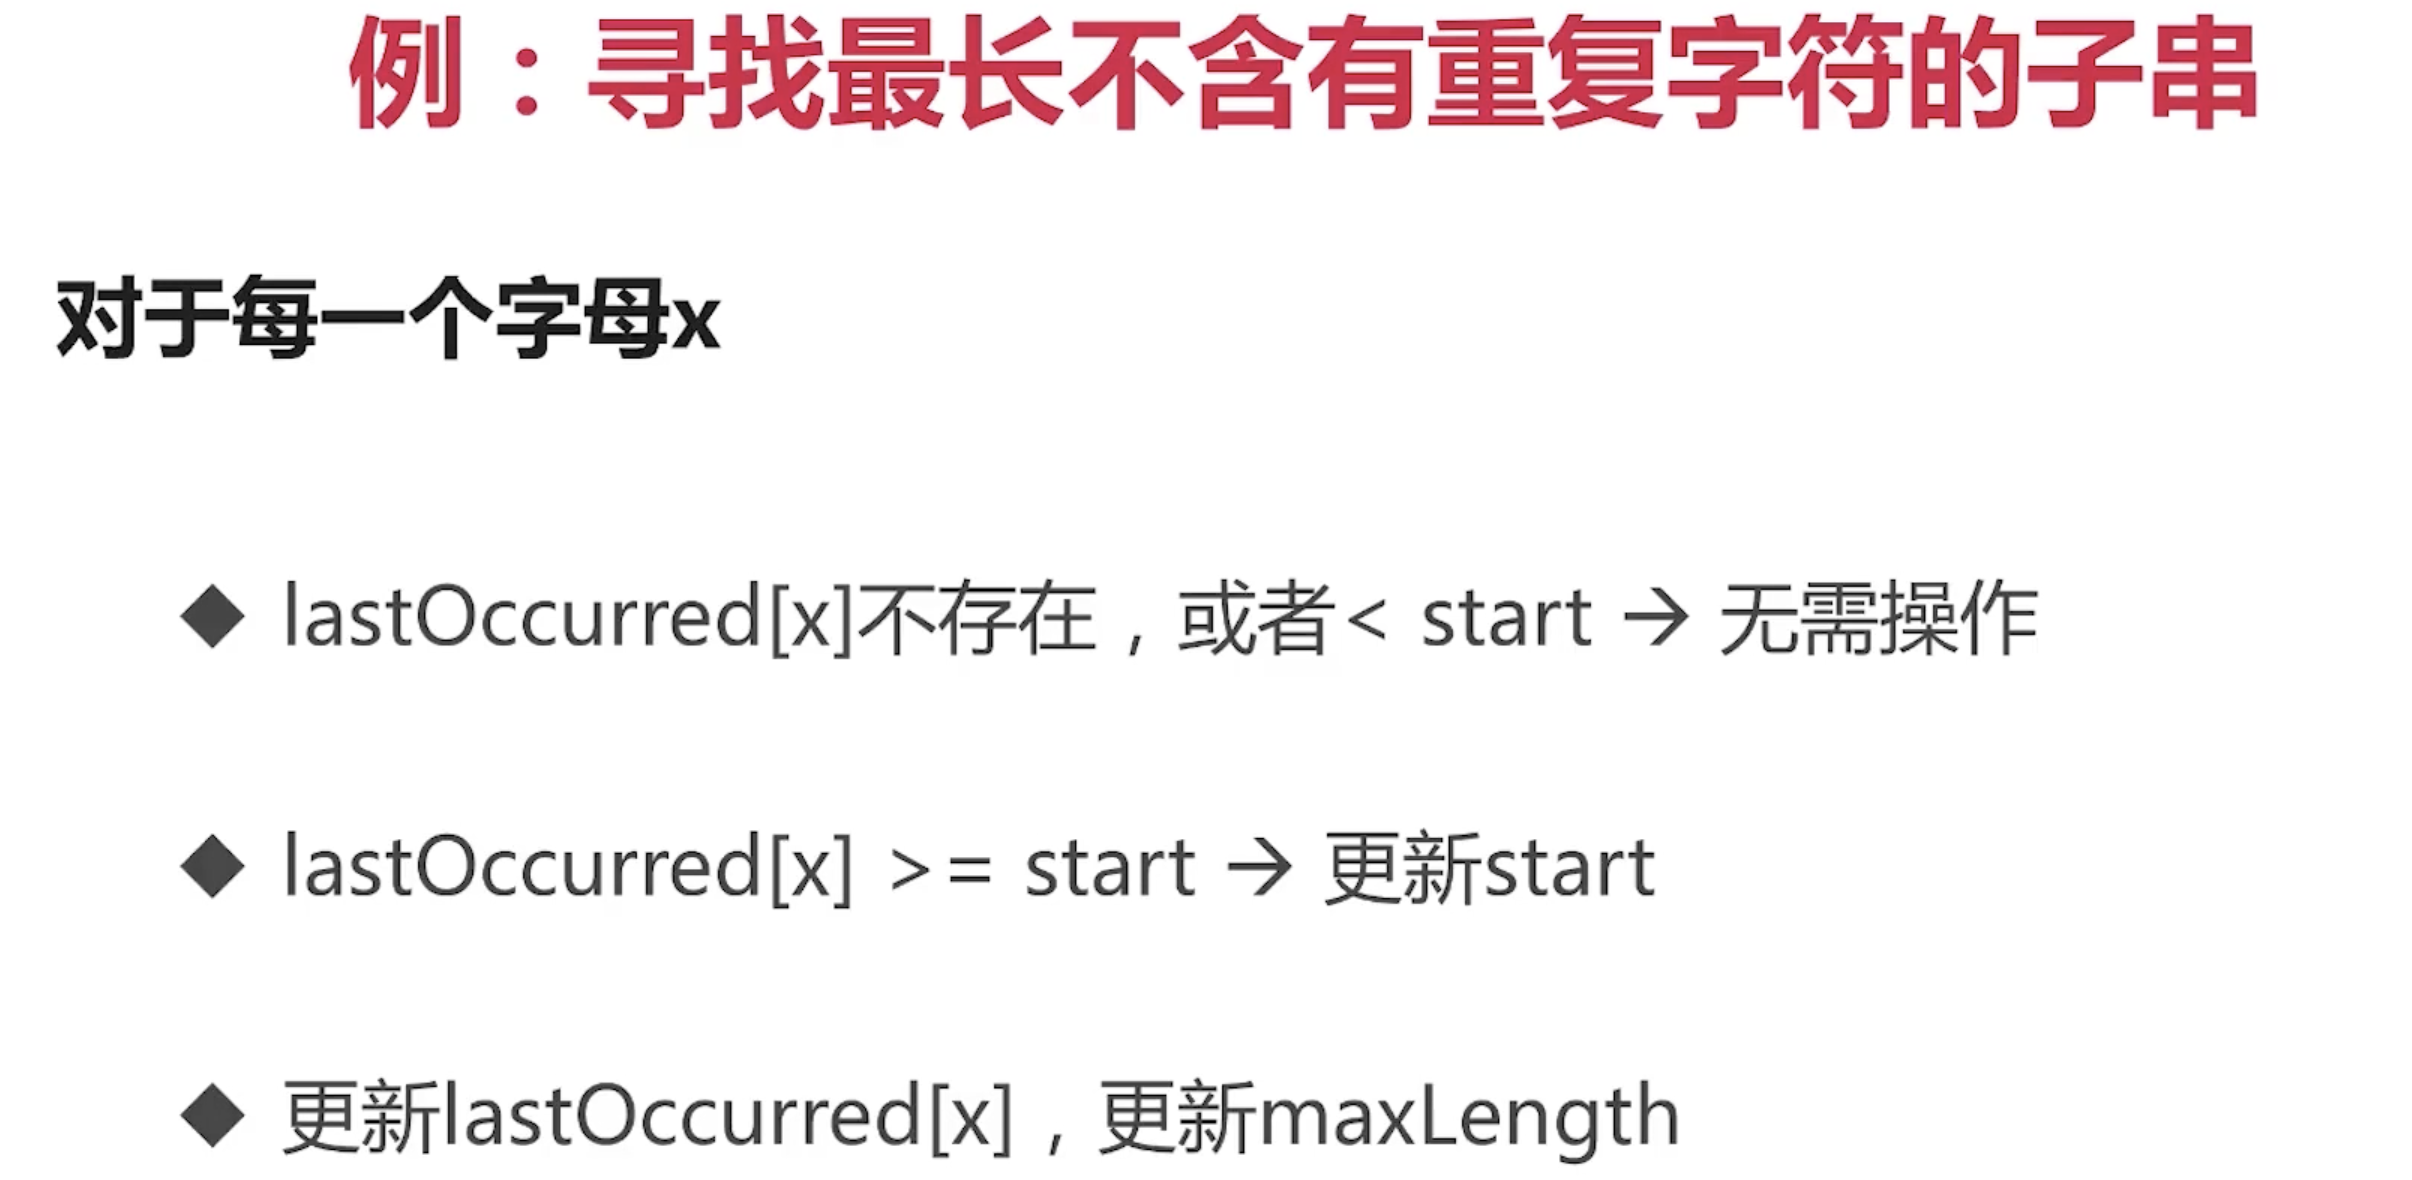 例：寻找最长不含有重复字符的子串
对于每一个字母x
◆ lastOccurred[x]不存在，或者< start → 无需操作
◆ lastOccurred[x] >= start → 更新start
◆ 更新lastOccurred[x]，更新maxLength